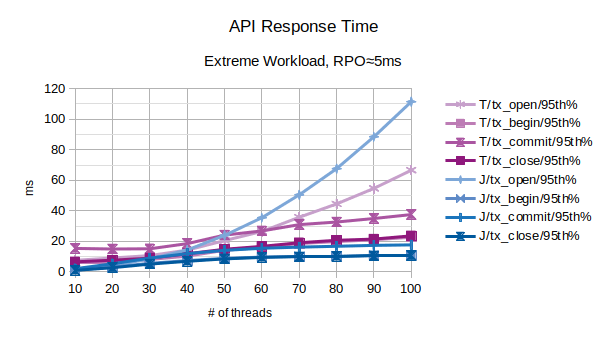 API Response Time
Extreme Workload, RPO≈5ms
120
100
80
60
40
20
0
ms
10 20 30 40 50 60 70 80 90 100
# of threads
T/tx_open/95th%
T/tx_begin/95th%
T/tx_commit/95th%
T/tx_close/95th%
J/tx_open/95th%
J/tx_begin/95th%
J/tx_commit/95th%
J/tx_close/95th%